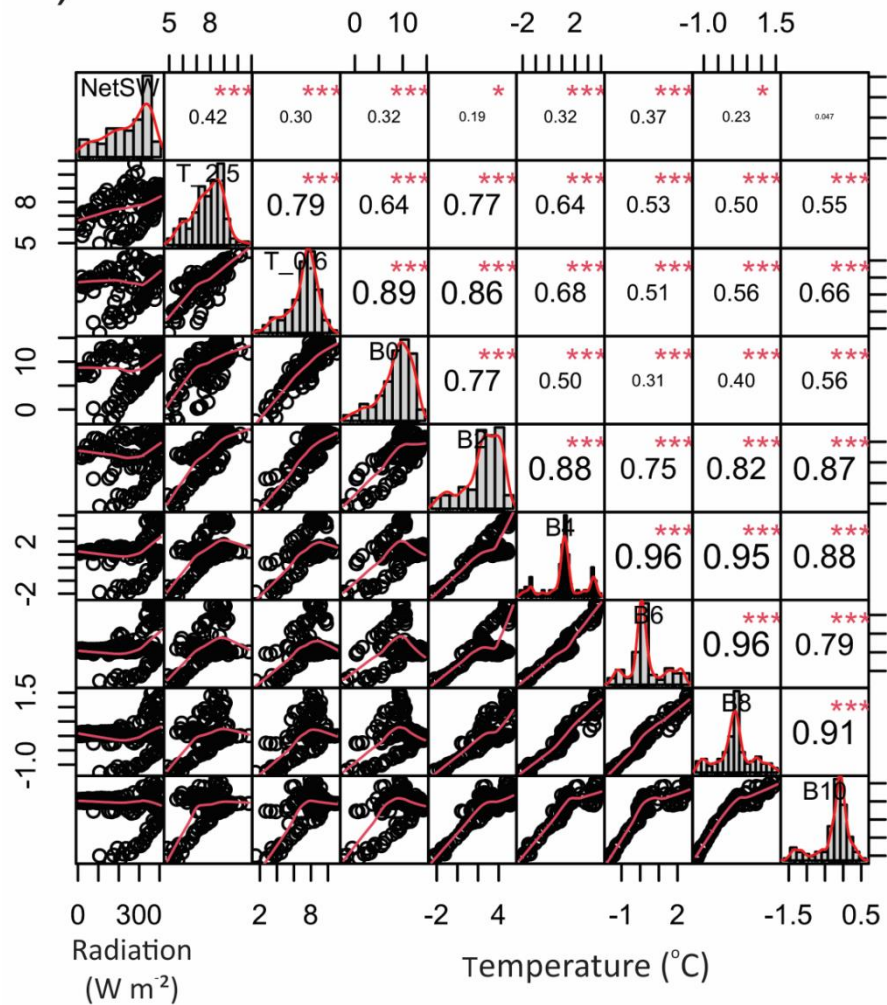 5 8 0 10 -2 2 -1.0 1.5
NetSW *** 0.42 *** 0.30 *** 0.32 * 0.19 *** 0.32 *** 0.37 * 0.23 0.047
8 5 T_2.5 *** 0.79 *** 0.64 *** 0.77 *** 0.64 *** 0.53 *** 0.50 *** 0.55
T_0.6 *** 0.89 *** 0.86 *** 0.68 *** 0.51 *** 0.56 *** 0.66
10 0 B0 *** 0.77 *** 0.50 *** 0.31 *** 0.40 *** 0.56
B2 *** 0.88 *** 0.75 *** 0.82 *** 0.87
2 -2 B4 *** 0.96 *** 0.95 *** 0.88
B6 *** 0.96 *** 0.79
1.5 -1.0 B8 *** 0.91
B10
0 300 2 8 -2 4 -1 2 -1.5 0.5
Radiation
(W m⁻²)
Temperature (°C)